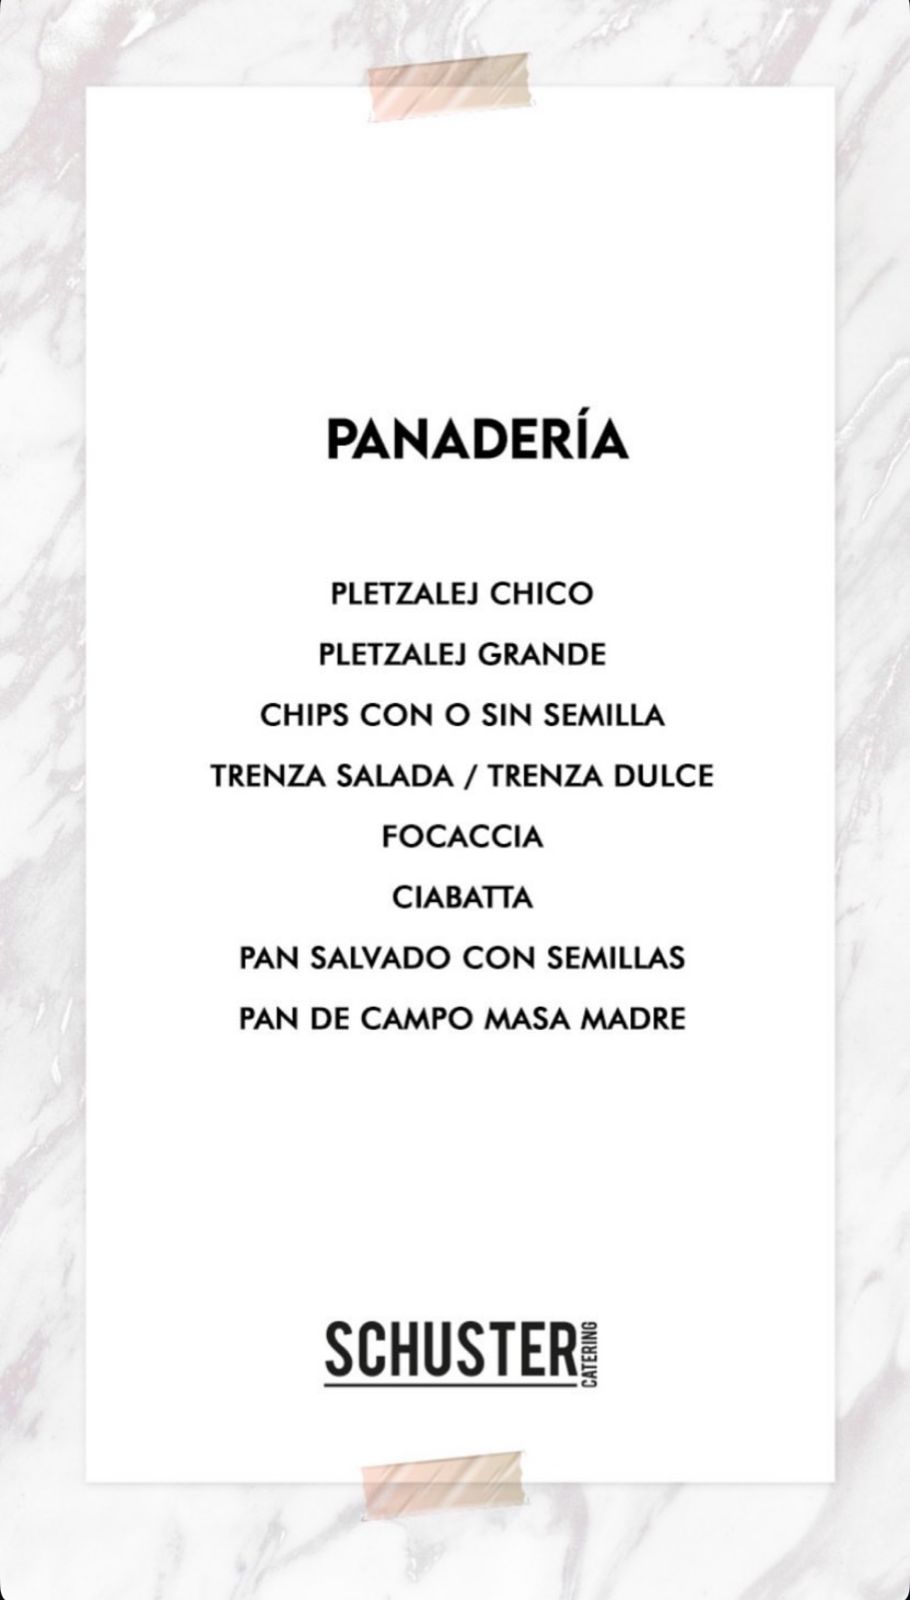 PANADERÍA
PLETZALEJ CHICO
PLETZALEJ GRANDE
CHIPS CON O SIN SEMILLA
TRENZA SALADA / TRENZA DULCE
FOCACCIA
CIABATTA
PAN SALVADO CON SEMILLAS
PAN DE CAMPO MASA MADRE
SCHUSTER
CATERING